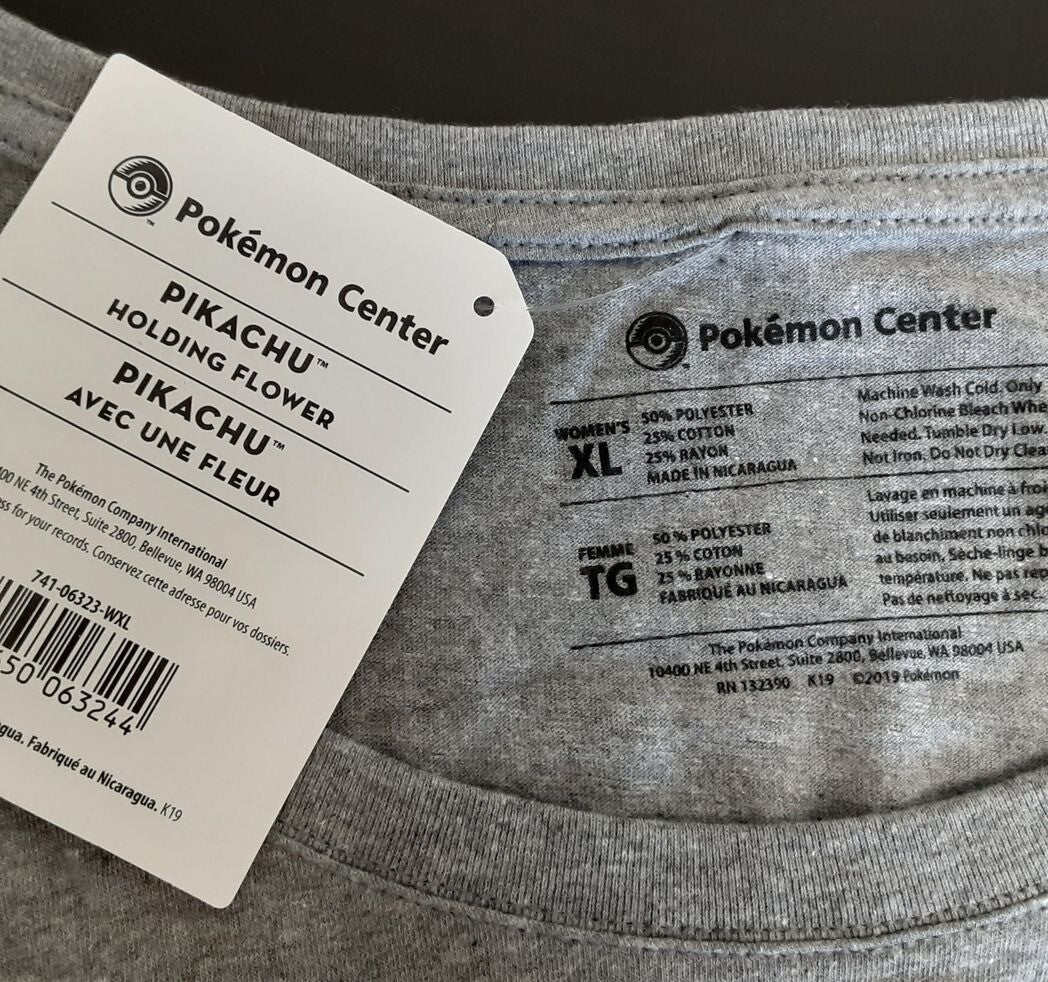 Pokémon Center
PIKACHU™
HOLDING FLOWER
PIKACHU™
AVEC UNE FLEUR
The Pokémon Company International
NE 4th Street, Suite 2800, Bellevue, WA 98004 USA
for your records. Conservez cette adresse pour vos dossiers.
741-06323-WXL
50 063244
Fabriqué au Nicaragua. K19
Pokémon Center
WOMEN'S
XL
50% POLYESTER
25% COTTON
25% RAYON
MADE IN NICARAGUA
Machine Wash Cold. Only
Non-Chlorine Bleach
Needed. Tumble Dry Low.
Not Iron. Do Not Dry
FEMME
TG
50 % POLYESTER
25 % COTON
25 % RAYONNE
FABRIQUÉ AU NICARAGUA
Lavage en machine à
Utiliser seulement un
de blanchiment non
au besoin. Sèche-linge
température. Ne pas
Pas de nettoyage à sec.
The Pokémon Company International
10400 NE 4th Street, Suite 2800, Bellevue, WA 98004 USA
RN 132390 K19 ©2019 Pokémon